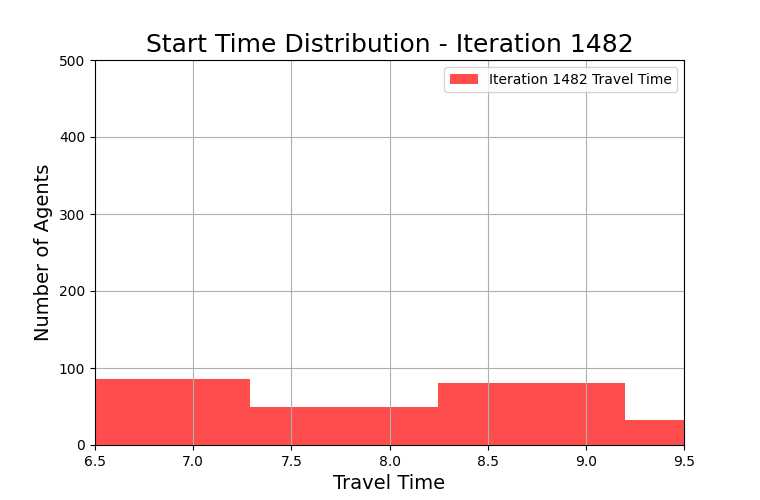 Start Time Distribution - Iteration 1482
Iteration 1482 Travel Time
Number of Agents
500
400
300
200
100
0
6.5 7.0 7.5 8.0 8.5 9.0 9.5
Travel Time